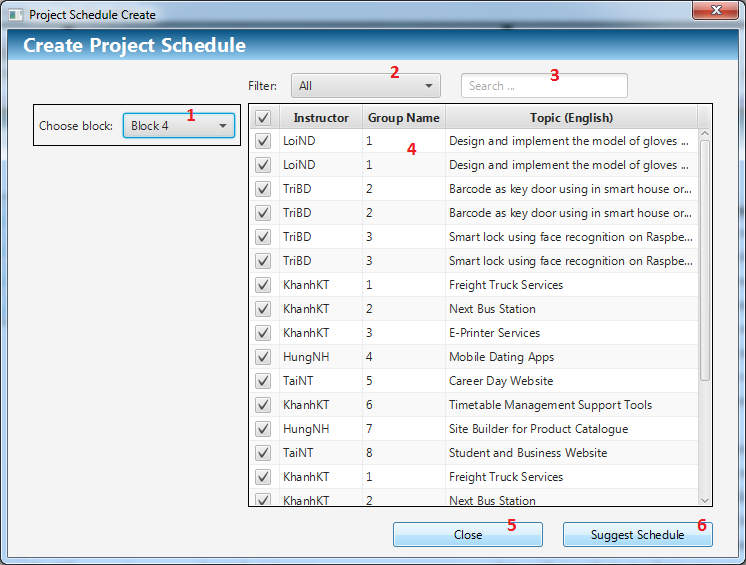 Project Schedule Create
Create Project Schedule
Filter: All 2 Search ... 3
Choose block: Block 4 1
Instructor Group Name Topic (English)
LoiND 1 Design and implement the model of gloves ...
4
LoiND 1 Design and implement the model of gloves ...
TriBD 2 Barcode as key door using in smart house or...
TriBD 2 Barcode as key door using in smart house or...
TriBD 3 Smart lock using face recognition on Raspbe...
TriBD 3 Smart lock using face recognition on Raspbe...
KhanhKT 1 Freight Truck Services
KhanhKT 2 Next Bus Station
KhanhKT 3 E-Printer Services
HungNH 4 Mobile Dating Apps
TaiNT 5 Career Day Website
KhanhKT 6 Timetable Management Support Tools
HungNH 7 Site Builder for Product Catalogue
TaiNT 8 Student and Business Website
KhanhKT 1 Freight Truck Services
KhanhKT 2 Next Bus Station
Close 5 Suggest Schedule 6